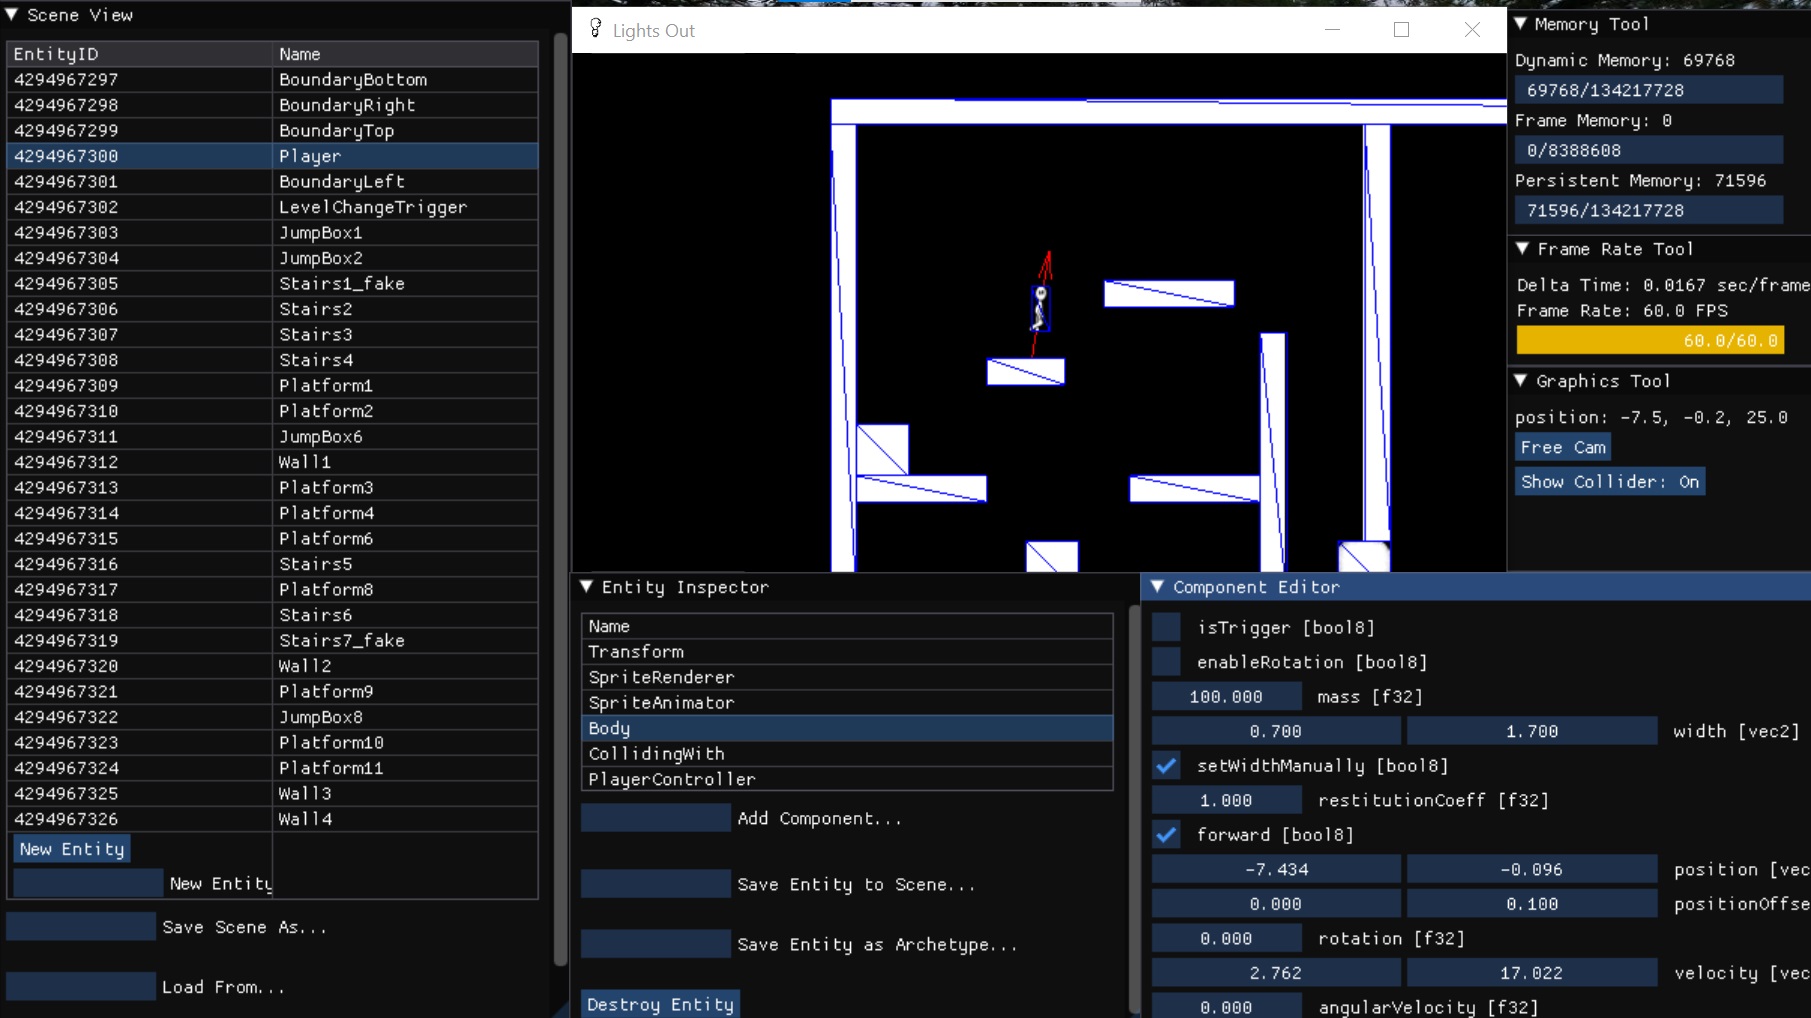 Scene View
EntityID Name
4294967297 BoundaryBottom
4294967298 BoundaryRight
4294967299 BoundaryTop
4294967300 Player
4294967301 BoundaryLeft
4294967302 LevelChangeTrigger
4294967303 JumpBox1
4294967304 JumpBox2
4294967305 Stairs1_fake
4294967306 Stairs2
4294967307 Stairs3
4294967308 Stairs4
4294967309 Platform1
4294967310 Platform2
4294967311 JumpBox6
4294967312 Wall1
4294967313 Platform3
4294967314 Platform4
4294967315 Platform6
4294967316 Stairs5
4294967317 Platform8
4294967318 Stairs6
4294967319 Stairs7_fake
4294967320 Wall2
4294967321 Platform9
4294967322 JumpBox8
4294967323 Platform10
4294967324 Platform11
4294967325 Wall3
4294967326 Wall4
New Entity
New Entity
Save Scene As...
Load From...
Lights Out
Memory Tool
Dynamic Memory: 69768
69768/134217728
Frame Memory: 0
0/8388608
Persistent Memory: 71596
71596/134217728
Frame Rate Tool
Delta Time: 0.0167 sec/frame
Frame Rate: 60.0 FPS
60.0/60.0
Graphics Tool
position: -7.5, -0.2, 25.0
Free Cam
Show Collider: On
Entity Inspector
Name
Transform
SpriteRenderer
SpriteAnimator
Body
CollidingWith
PlayerController
Add Component...
Save Entity to Scene...
Save Entity as Archetype...
Destroy Entity
Component Editor
isTrigger [bool8]
enableRotation [bool8]
100.000 mass [f32]
0.700 1.700 width [vec2]
setWidthManually [bool8]
1.000 restitutionCoeff [f32]
forward [bool8]
-7.434 -0.096 position [vec
0.000 0.100 positionOffse
0.000 rotation [f32]
2.762 17.022 velocity [vec
0.000 angularVelocity [f32]